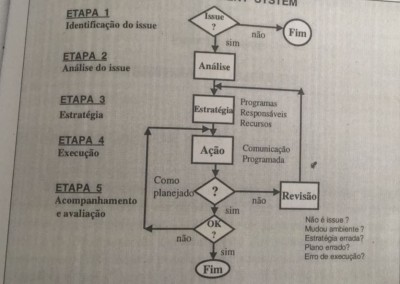 SYSTEM
ETAPA 1
Identificação do issue
Issue
?
não
Fim
sim
ETAPA 2
Análise do issue
Análise
ETAPA 3
Estratégia
Estratégia
Programas
Responsáveis
Recursos
ETAPA 4
Execução
Ação
Comunicação
Programada
ETAPA 5
Acompanhamento
e avaliação
Como
planejado
?
não
Revisão
sim
OK
?
não
sim
Fim
Não é issue ?
Mudou ambiente ?
Estratégia errada?
Plano errado?
Erro de execução?